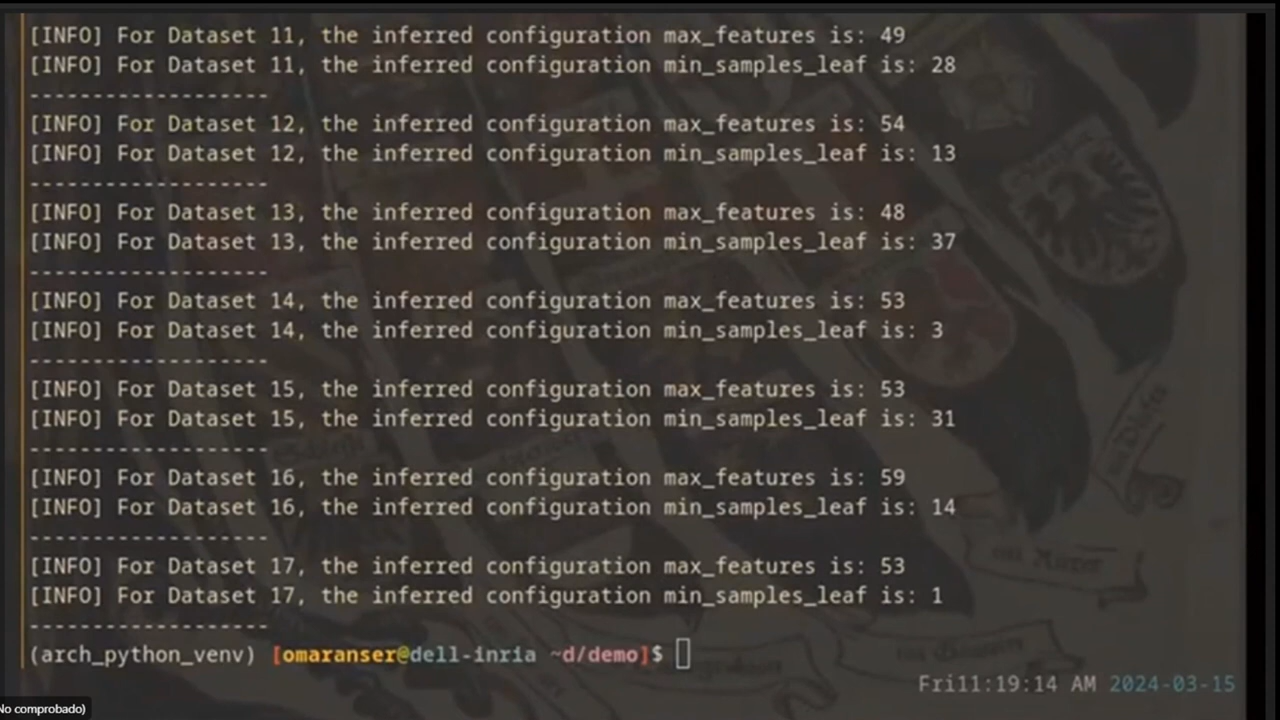 [INFO] For Dataset 11, the inferred configuration max_features is: 49
[INFO] For Dataset 11, the inferred configuration min_samples_leaf is: 28
-------------------
[INFO] For Dataset 12, the inferred configuration max_features is: 54
[INFO] For Dataset 12, the inferred configuration min_samples_leaf is: 13
-------------------
[INFO] For Dataset 13, the inferred configuration max_features is: 48
[INFO] For Dataset 13, the inferred configuration min_samples_leaf is: 37
-------------------
[INFO] For Dataset 14, the inferred configuration max_features is: 53
[INFO] For Dataset 14, the inferred configuration min_samples_leaf is: 3
-------------------
[INFO] For Dataset 15, the inferred configuration max_features is: 53
[INFO] For Dataset 15, the inferred configuration min_samples_leaf is: 31
-------------------
[INFO] For Dataset 16, the inferred configuration max_features is: 59
[INFO] For Dataset 16, the inferred configuration min_samples_leaf is: 14
-------------------
[INFO] For Dataset 17, the inferred configuration max_features is: 53
[INFO] For Dataset 17, the inferred configuration min_samples_leaf is: 1
-------------------
(arch_python_venv) [omaranser@dell-inria ~d/demo]$
Fri11:19:14 AM 2024-03-15
No comprobado)